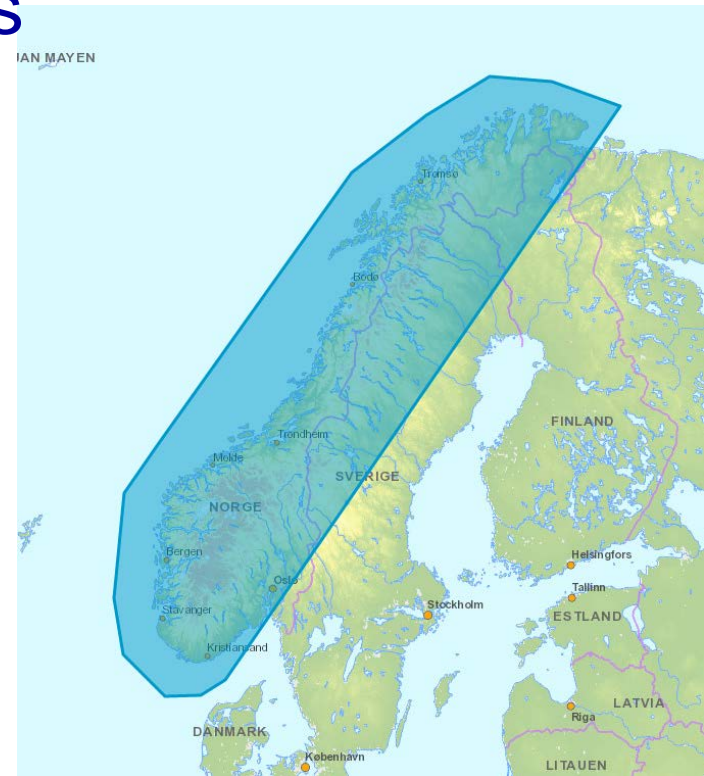 s
JAN MAYEN
Tromsø
Bodø
Trondheim
Molde
FINLAND
SVERIGE
NORGE
Bergen
Helsingfors
Oslo
Tallinn
Stavanger
Stockholm
ESTLAND
Kristiansand
LATVIA
Riga
DANMARK
København
LITAUEN